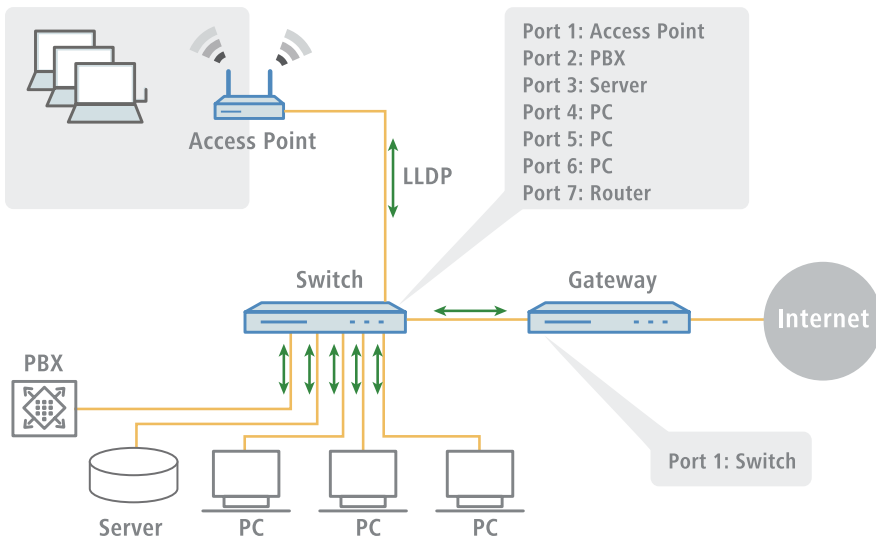 Port 1: Access Point
Port 2: PBX
Port 3: Server
Port 4: PC
Port 5: PC
Port 6: PC
Port 7: Router
Access Point
LLDP
Switch
Gateway
Internet
PBX
Port 1: Switch
Server
PC
PC
PC